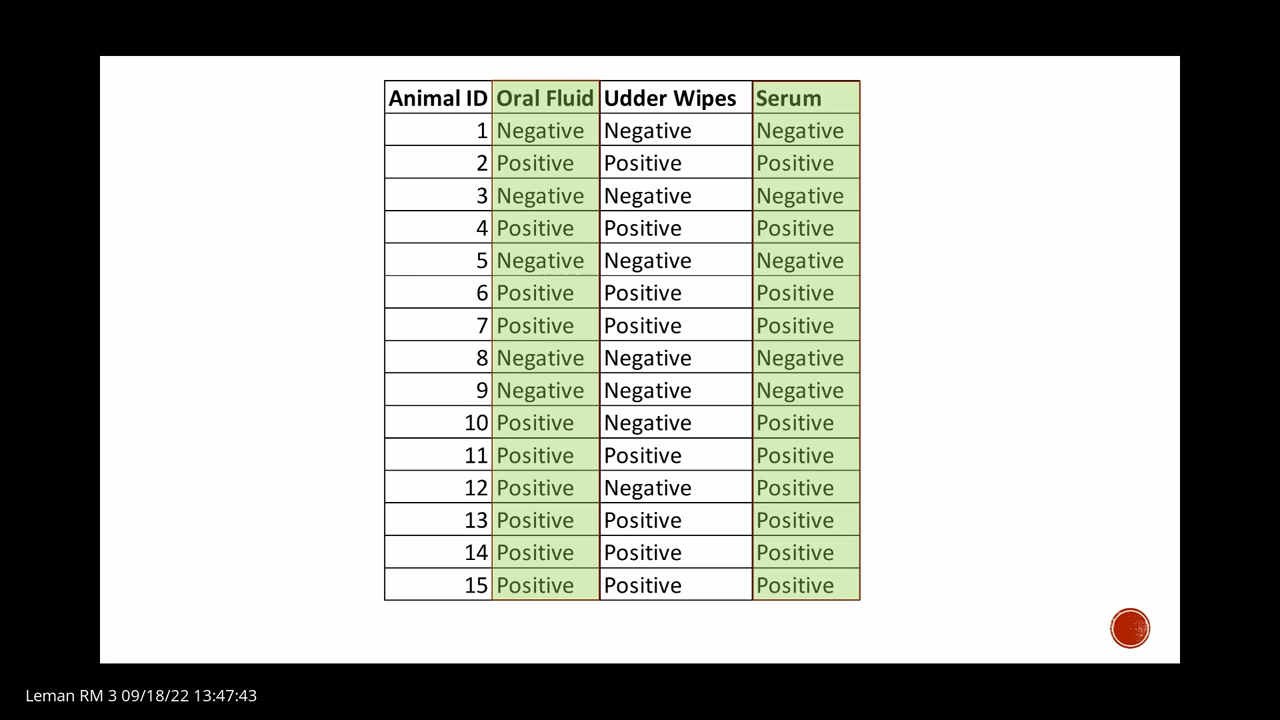 Animal ID Oral Fluid Udder Wipes Serum
1 Negative Negative Negative
2 Positive Positive Positive
3 Negative Negative Negative
4 Positive Positive Positive
5 Negative Negative Negative
6 Positive Positive Positive
7 Positive Positive Positive
8 Negative Negative Negative
9 Negative Negative Negative
10 Positive Negative Positive
11 Positive Positive Positive
12 Positive Negative Positive
13 Positive Positive Positive
14 Positive Positive Positive
15 Positive Positive Positive
Leman RM 3 09/18/22 13:47:43